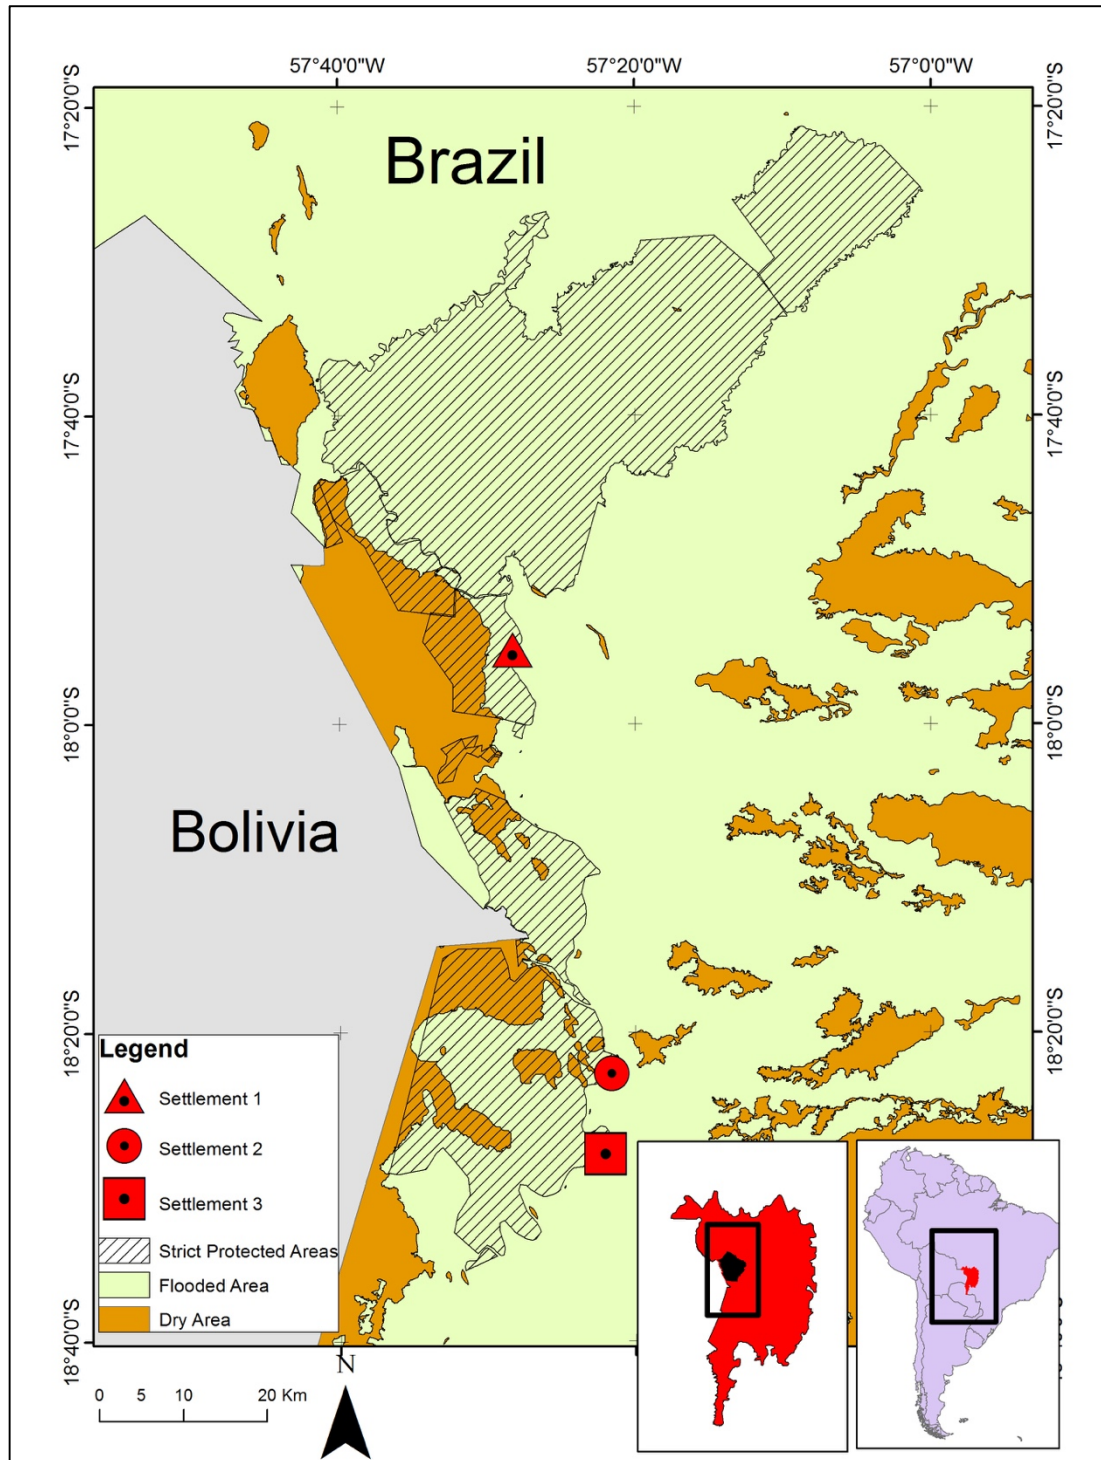 57°40'0"W 57°20'0"W 57°0'0"W
17°20'0"S 17°20'0"S
Brazil
17°40'0"S 17°40'0"S
18°0'0"S 18°0'0"S
Bolivia
18°20'0"S 18°20'0"S
Legend
Settlement 1
Settlement 2
Settlement 3
Strict Protected Areas
Flooded Area
Dry Area
18°40'0"S
N
0 5 10 20 Km